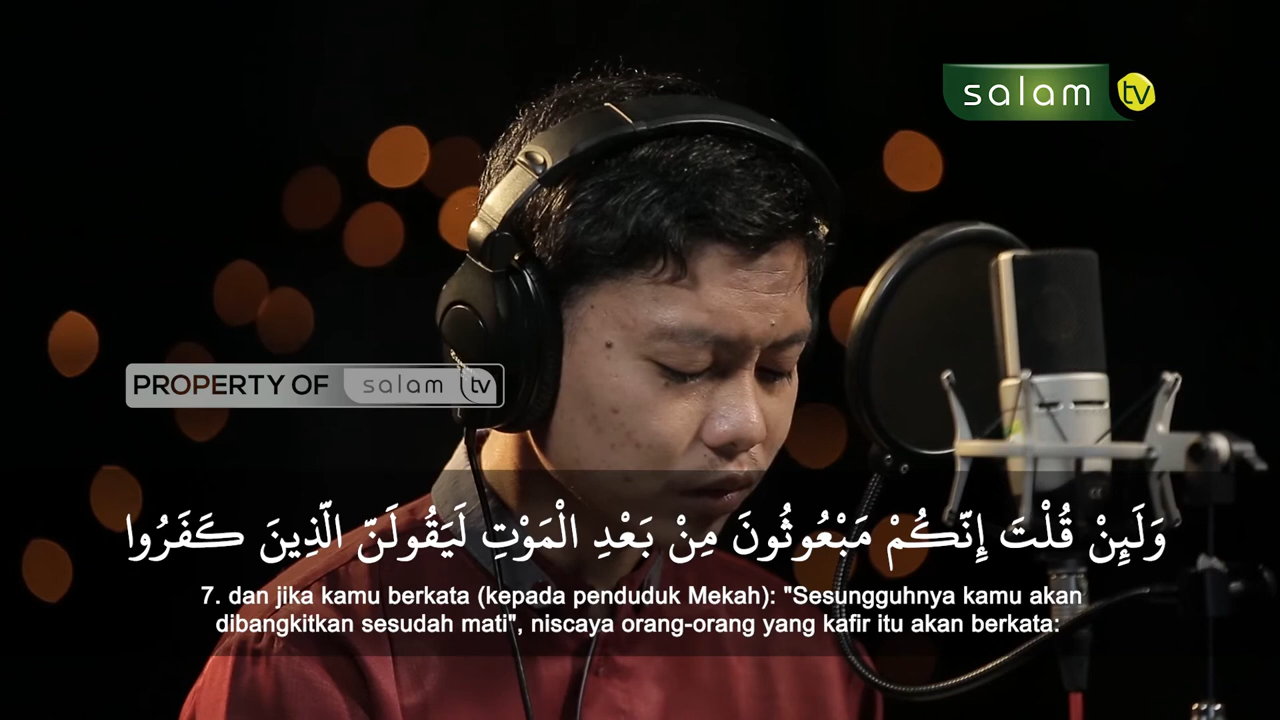 salam tv
PROPERTY OF salam tv
وَلَئِنْ قُلْتَ إِنَّكُمْ مَبْعُوثُونَ مِنْ بَعْدِ الْمَوْتِ لَيَقُولَنَّ الَّذِينَ كَفَرُوا
7. dan jika kamu berkata (kepada penduduk Mekah): "Sesungguhnya kamu akan
dibangkitkan sesudah mati", niscaya orang-orang yang kafir itu akan berkata: